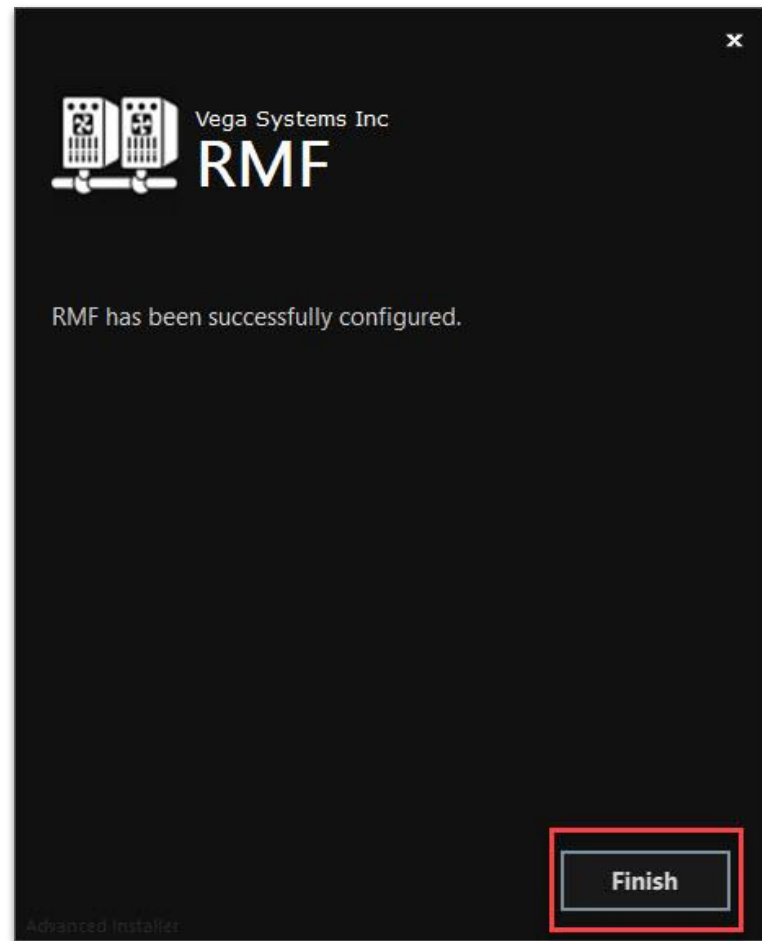 Vega Systems Inc
RMF
RMF has been successfully configured.
Finish
Advanced Installer